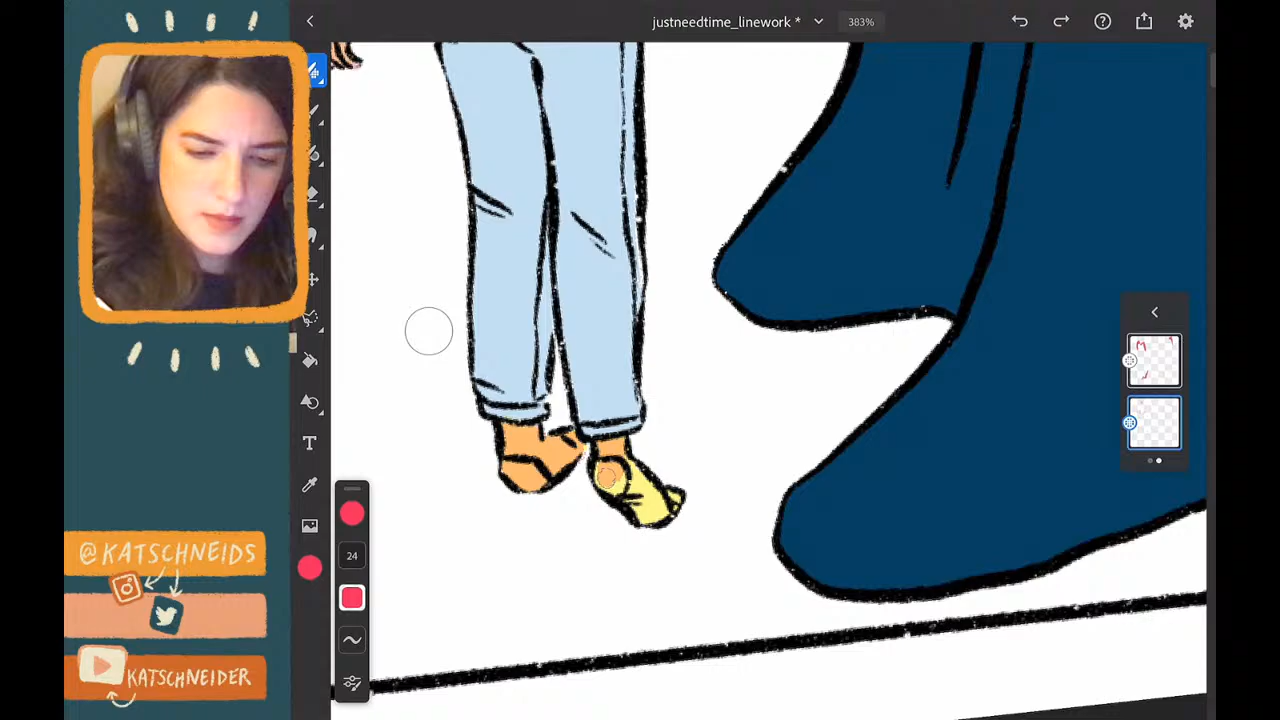 justneedtime_linework *
383%
T
24
@KATSCHNEIDS
KATSCHNEIDER